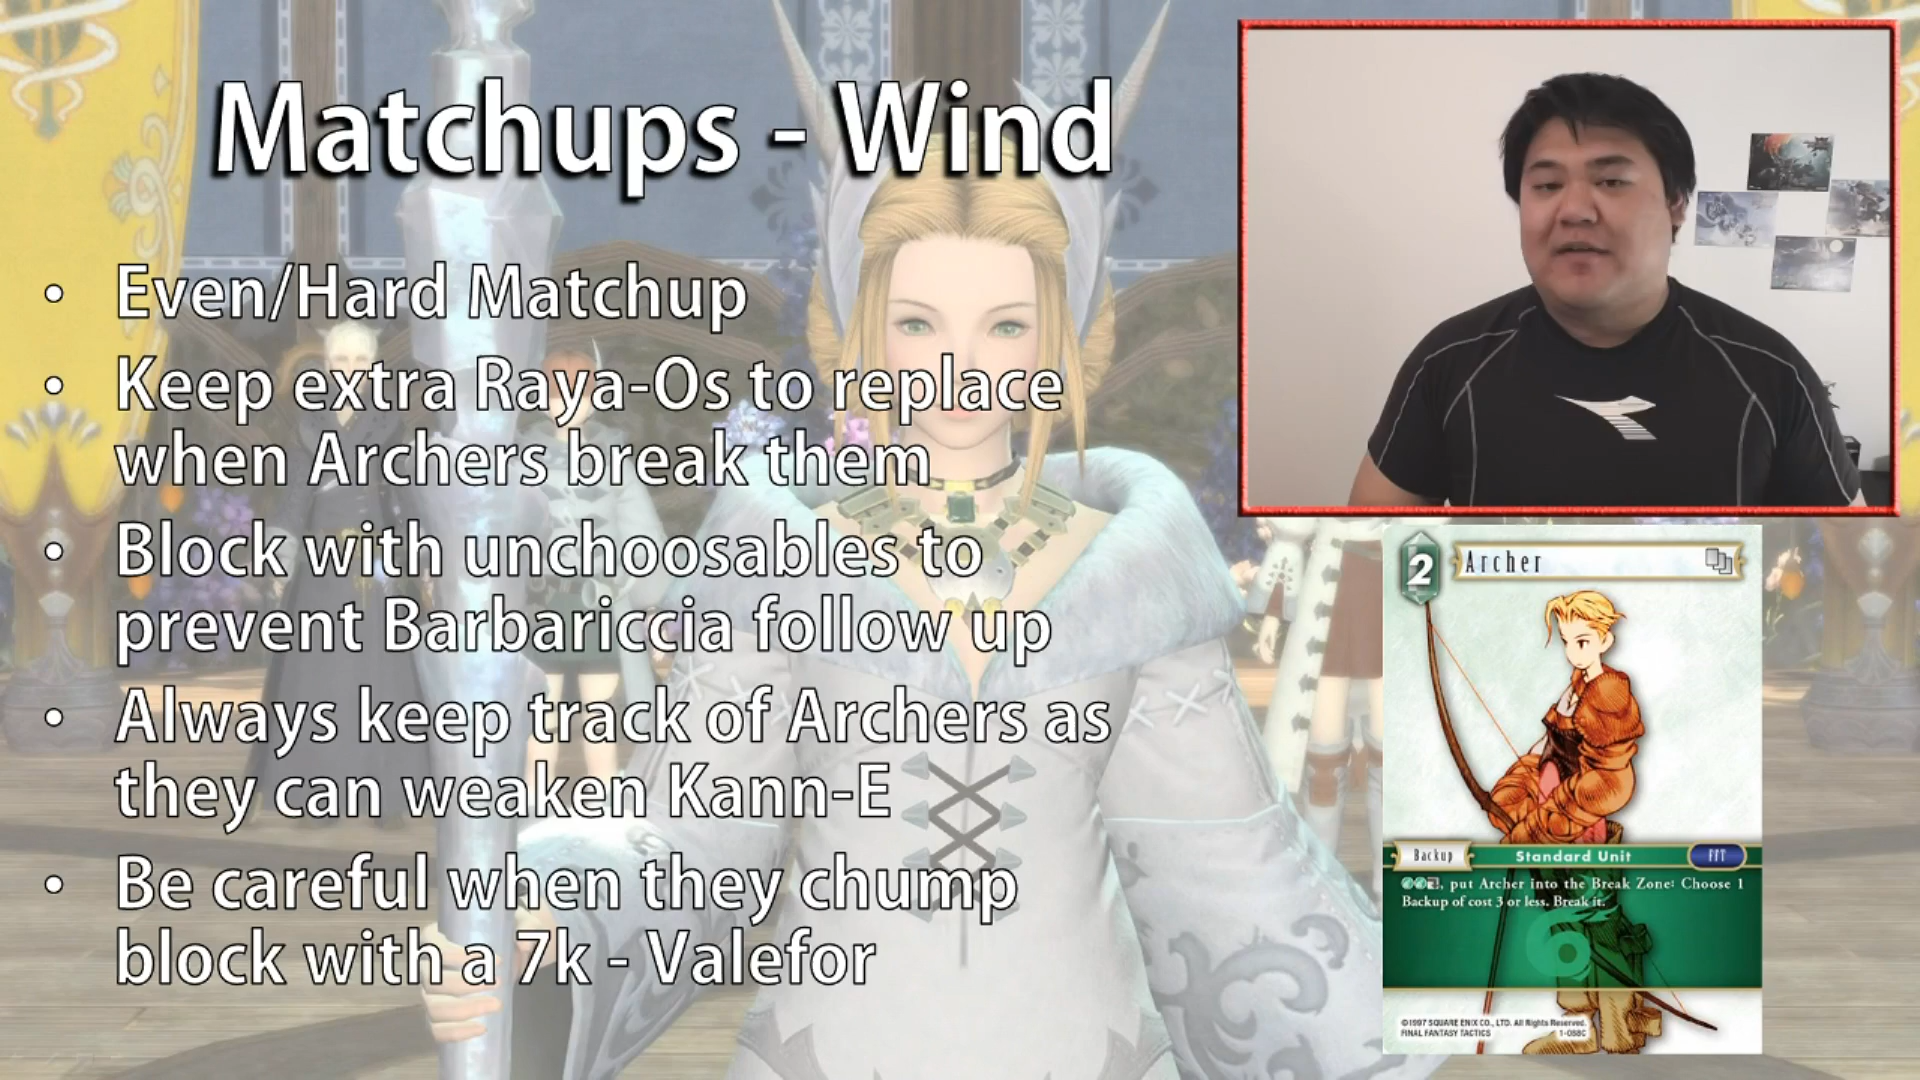 Matchups - Wind
• Even/Hard Matchup
• Keep extra Raya-Os to replace
when Archers break them
• Block with unchoosables to
prevent Barbariccia follow up
• Always keep track of Archers as
they can weaken Kann-E
• Be careful when they chump
block with a 7k - Valefor
2
Archer
Backup
Standard Unit
FFT
, put Archer into the Break Zone: Choose 1
Backup of cost 3 or less. Break it.
6
©1997 SQUARE ENIX CO., LTD. All Rights Reserved.
FINAL FANTASY TACTICS
1-088C